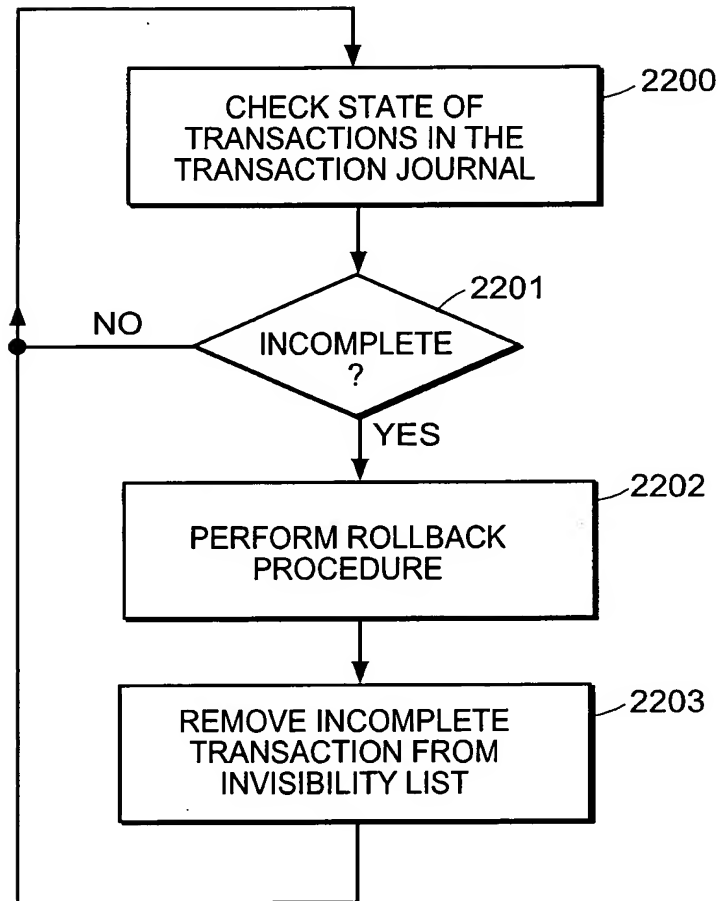 2200
CHECK STATE OF
TRANSACTIONS IN THE
TRANSACTION JOURNAL
2201
NO
INCOMPLETE
?
YES
2202
PERFORM ROLLBACK
PROCEDURE
2203
REMOVE INCOMPLETE
TRANSACTION FROM
INVISIBILITY LIST